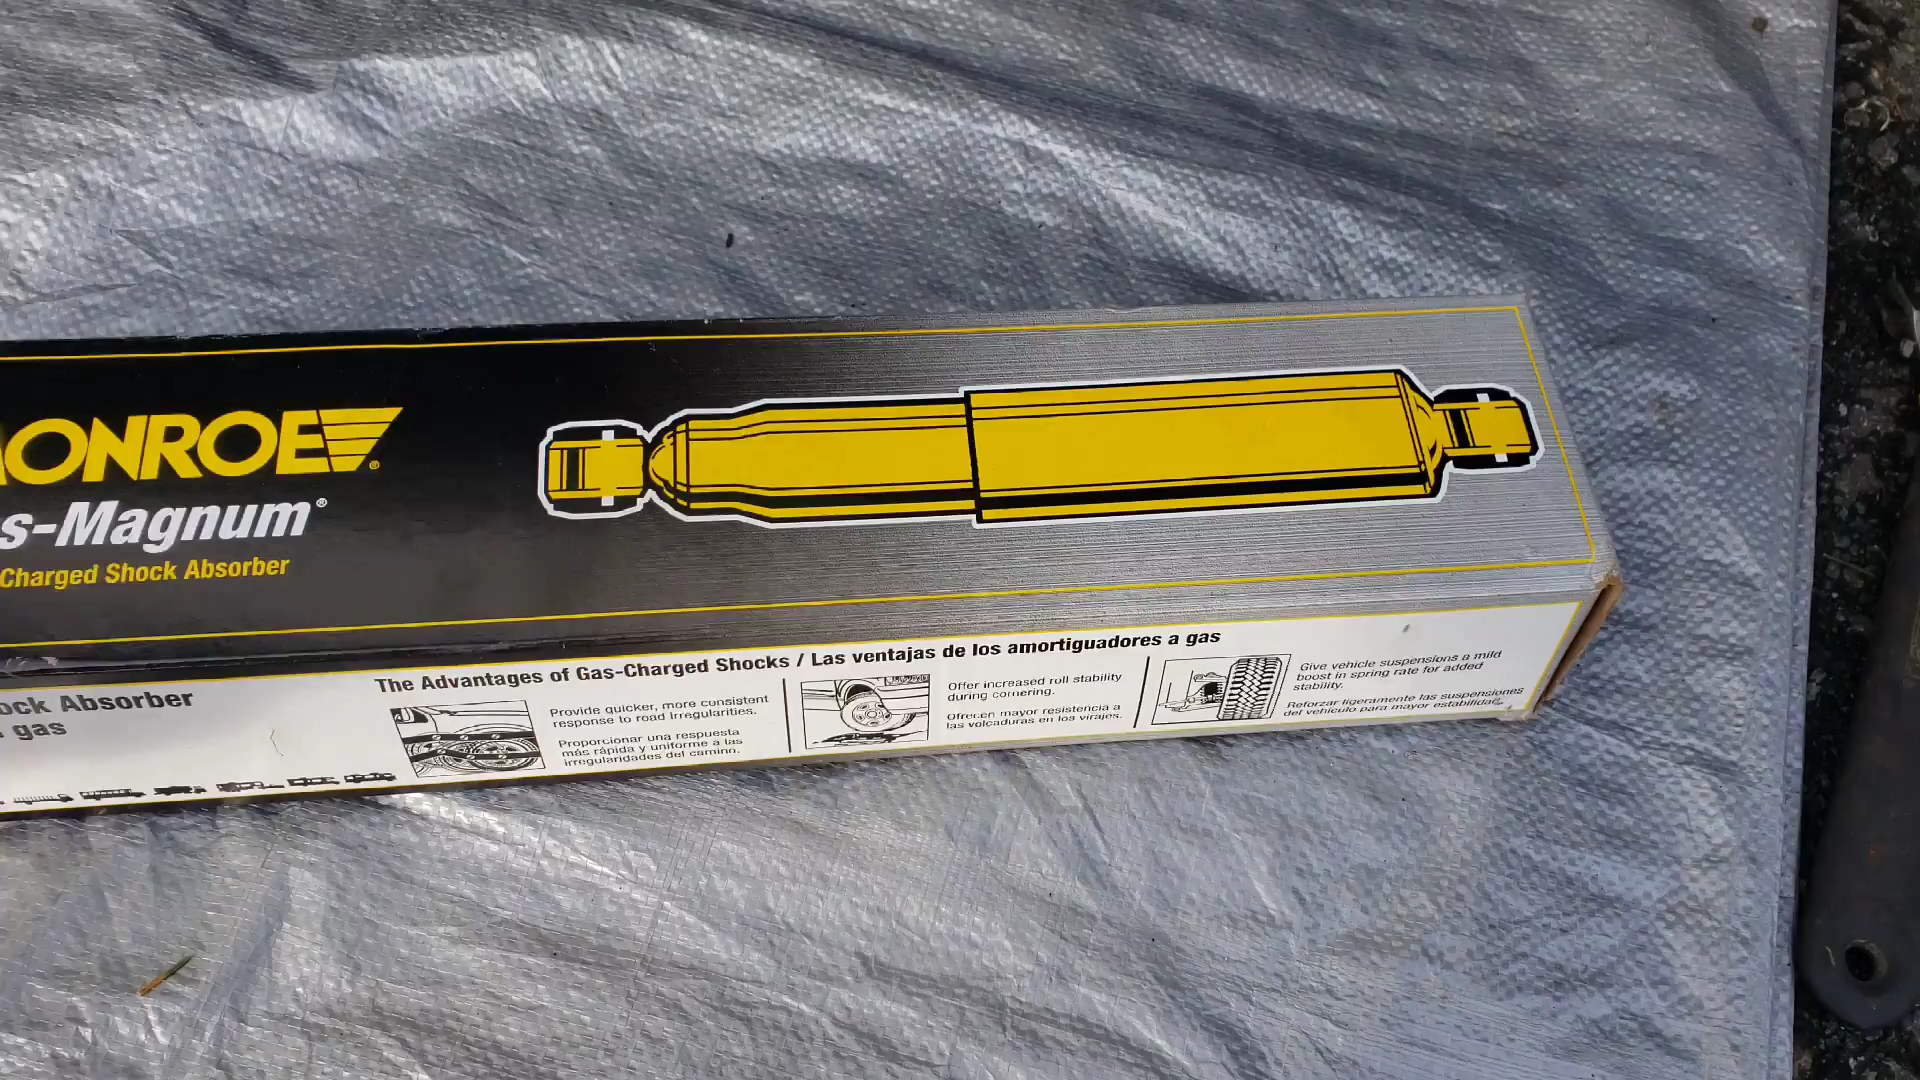 MONROE®
s-Magnum®
Charged Shock Absorber
ock Absorber
gas
The Advantages of Gas-Charged Shocks / Las ventajas de los amortiguadores a gas
Provide quicker, more consistent
response to road irregularities.
Proporcionar una respuesta
más rápida y uniforme a las
irregularidades del camino.
Offer increased roll stability
during cornering.
Ofrecen mayor resistencia a
las volcaduras en los virajes.
Give vehicle suspensions a mild
boost in spring rate for added
stability.
Reforzar ligeramente las suspensiones
del vehículo para mayor estabilidad.